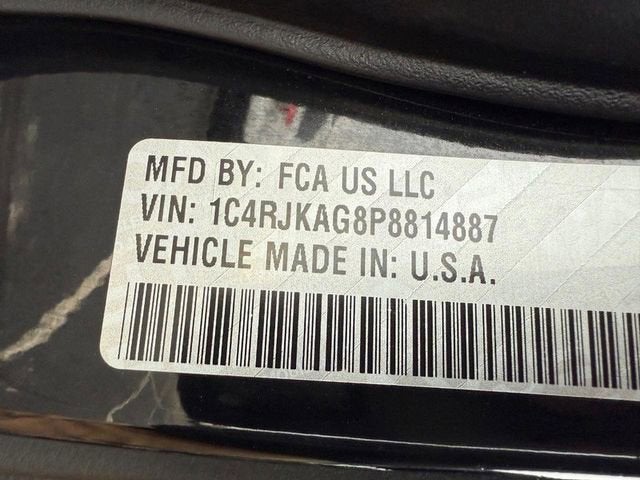 MFD BY: FCA US LLC
VIN: 1C4RJKAG8P8814887
VEHICLE MADE IN: U.S.A.